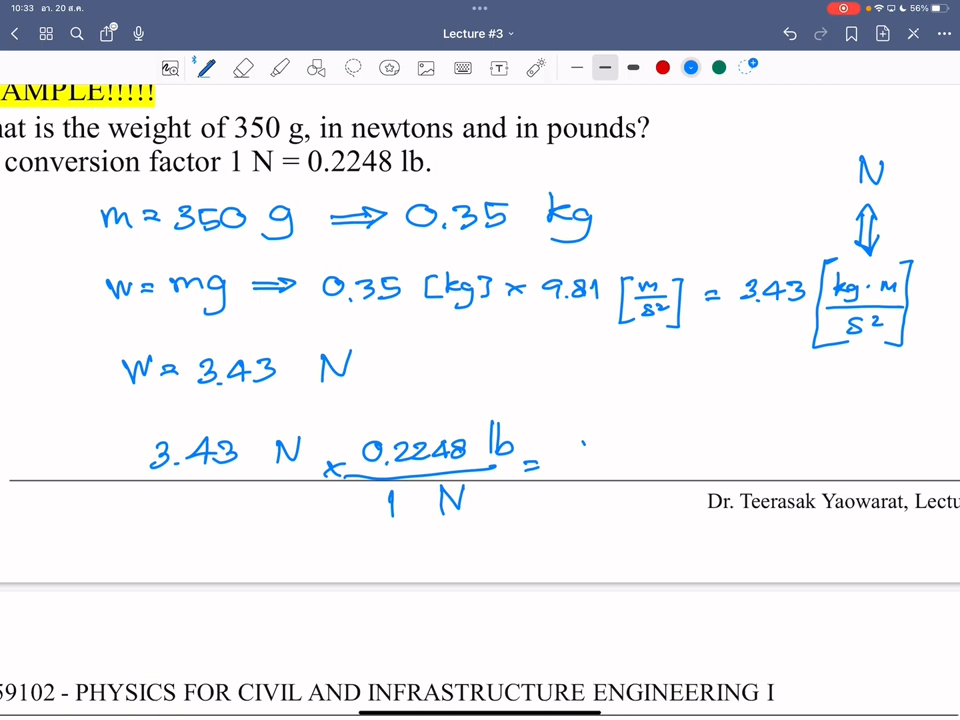 10:33 อา. 20 ส.ค. 56%
Lecture #3
AMPLE!!!!!
hat is the weight of 350 g, in newtons and in pounds?
conversion factor 1 N = 0.2248 lb.
N
m = 350 g ⇒ 0.35 kg
w = mg ⇒ 0.35 [kg] × 9.81 [m/s²] = 3.43 [kg · m/s²]
W = 3.43 N
3.43 N × 0.2248 lb / 1 N =
Dr. Teerasak Yaowarat, Lectu
59102 - PHYSICS FOR CIVIL AND INFRASTRUCTURE ENGINEERING I